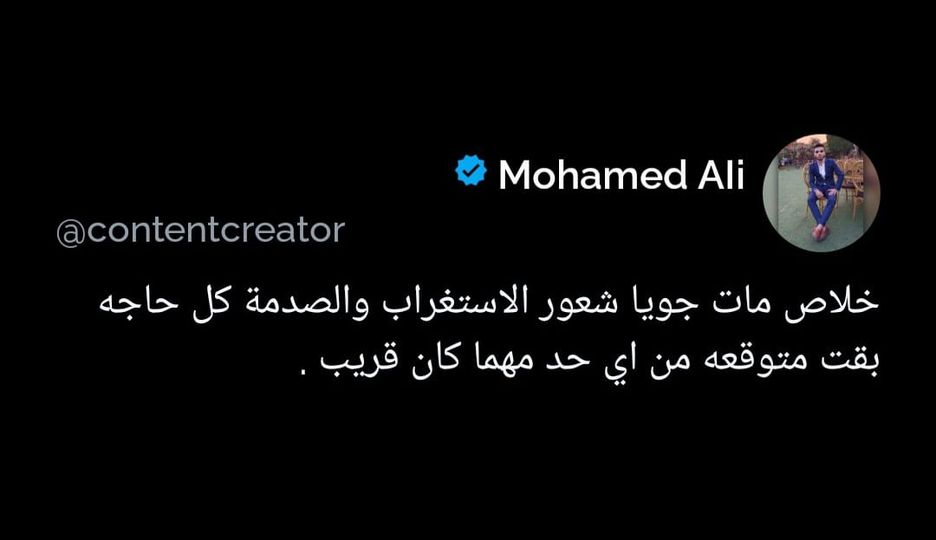 Mohamed Ali
@contentcreator
خلاص مات جويا شعور الاستغراب والصدمة كل حاجه
بقت متوقعه من اي حد مهما كان قريب .